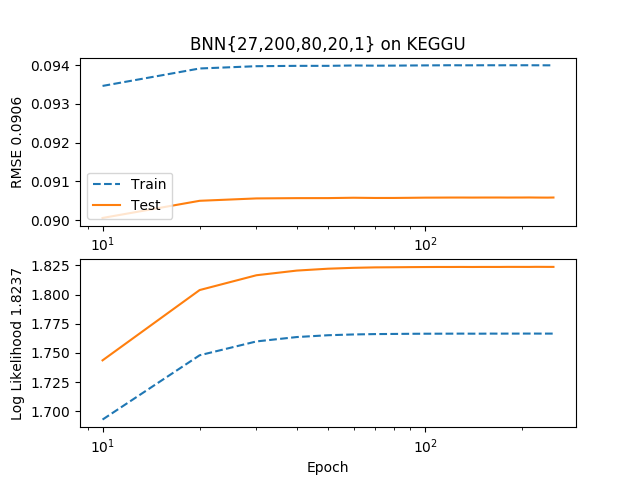 BNN{27,200,80,20,1} on KEGGU
RMSE 0.0906
0.094
0.093
0.092
0.091
0.090
Train
Test
10¹
10²
Log Likelihood 1.8237
1.825
1.800
1.775
1.750
1.725
1.700
10¹
10²
Epoch